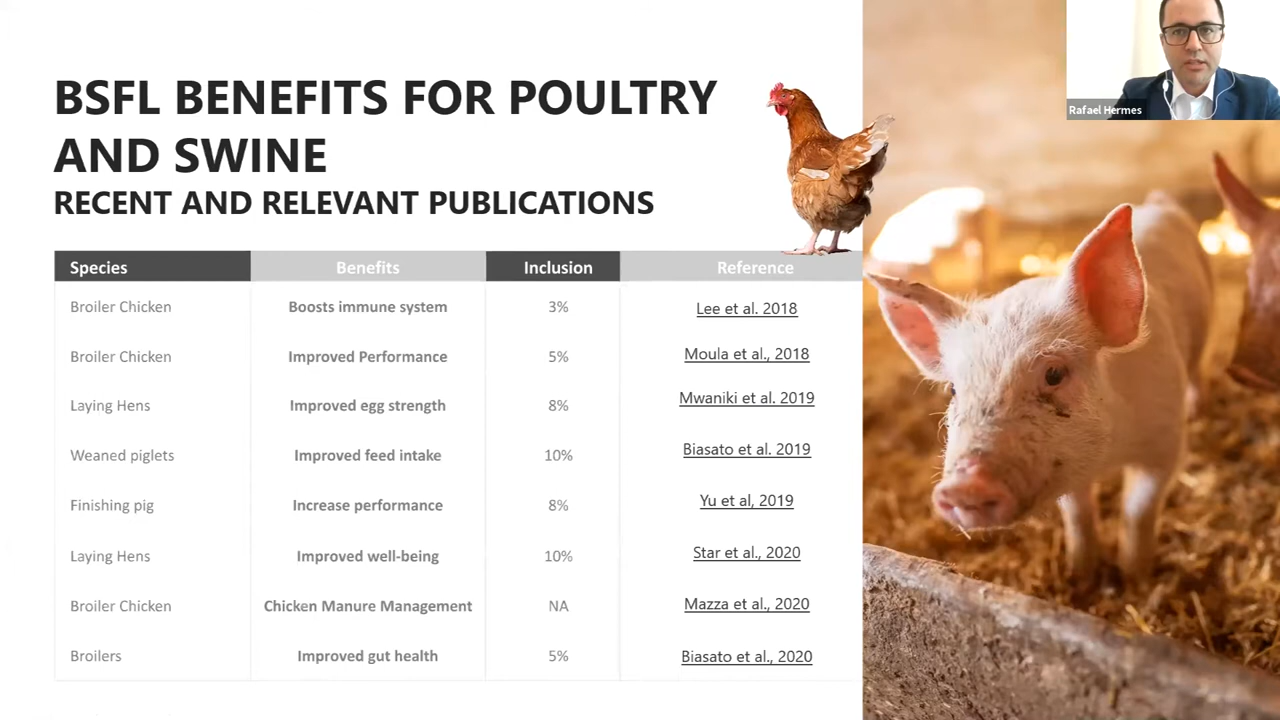 BSFL BENEFITS FOR POULTRY
AND SWINE
RECENT AND RELEVANT PUBLICATIONS
Rafael Hermes
Species Benefits Inclusion Reference
Broiler Chicken Boosts immune system 3% Lee et al. 2018
Broiler Chicken Improved Performance 5% Moula et al., 2018
Laying Hens Improved egg strength 8% Mwaniki et al. 2019
Weaned piglets Improved feed intake 10% Biasato et al. 2019
Finishing pig Increase performance 8% Yu et al, 2019
Laying Hens Improved well-being 10% Star et al., 2020
Broiler Chicken Chicken Manure Management NA Mazza et al., 2020
Broilers Improved gut health 5% Biasato et al., 2020